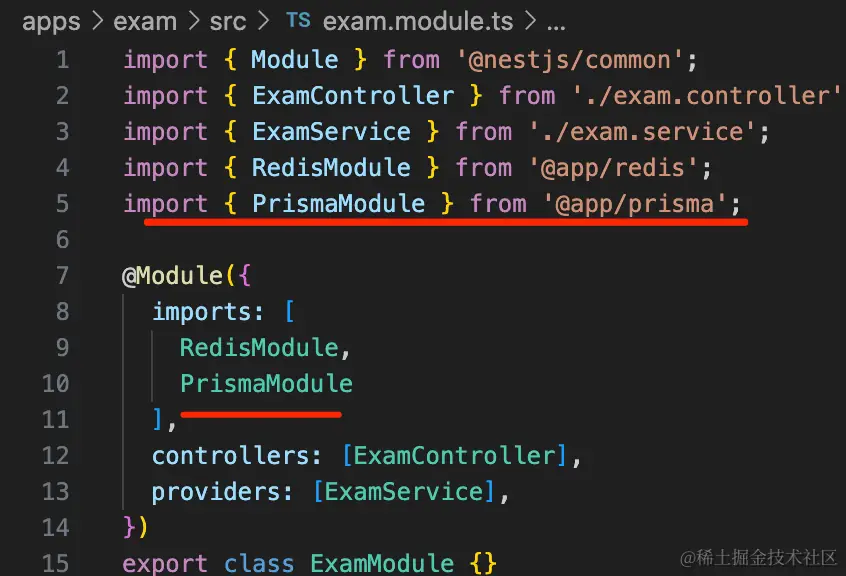 apps > exam > src > TS exam.module.ts > ...
1 import { Module } from '@nestjs/common';
2 import { ExamController } from './exam.controller'
3 import { ExamService } from './exam.service';
4 import { RedisModule } from '@app/redis';
5 import { PrismaModule } from '@app/prisma';
6
7 @Module({
8   imports: [
9     RedisModule,
10     PrismaModule
11   ],
12   controllers: [ExamController],
13   providers: [ExamService],
14 })
15 export class ExamModule {}
@稀土掘金技术社区